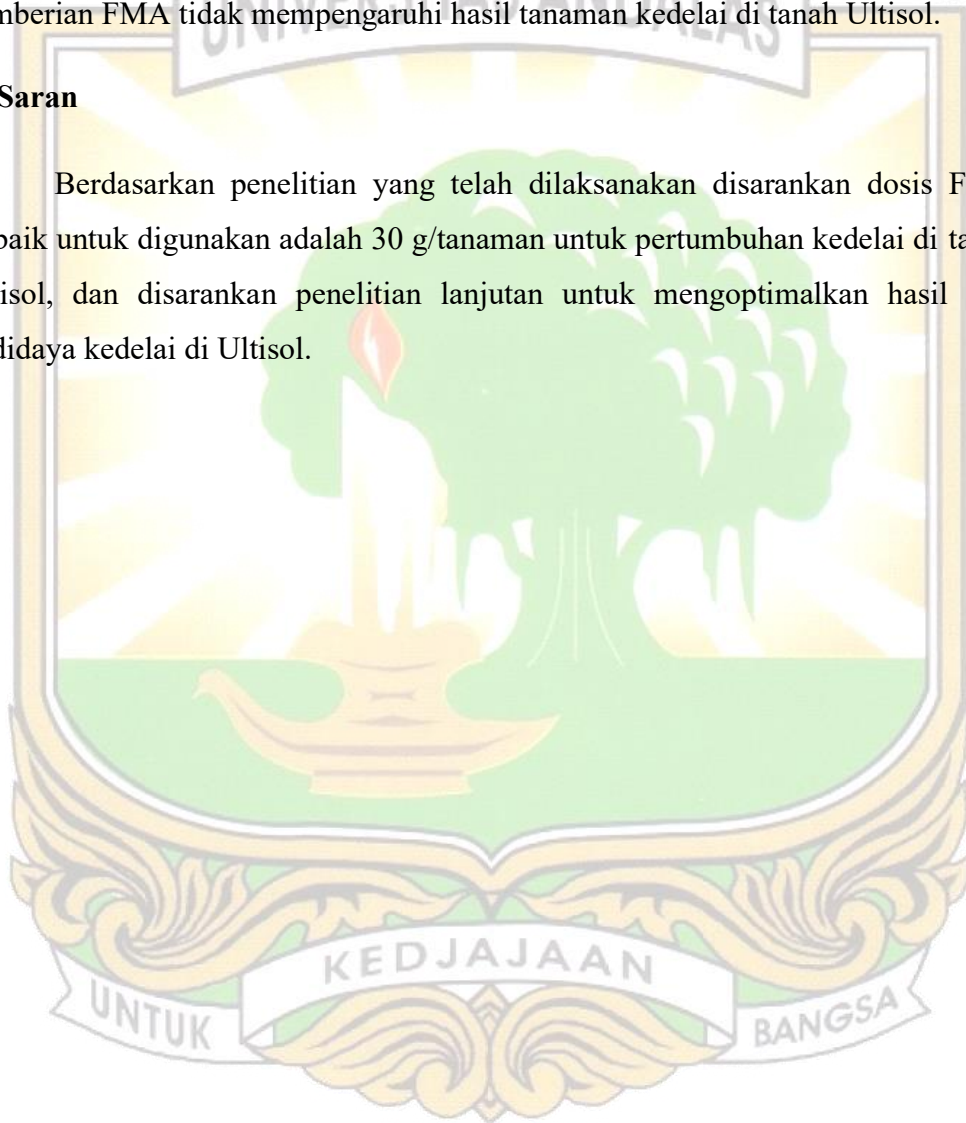 mberian FMA tidak mempengaruhi hasil tanaman kedelai di tanah Ultisol.
UNIVERSITAS ANDALAS
Saran
Berdasarkan penelitian yang telah dilaksanakan disarankan dosis F
baik untuk digunakan adalah 30 g/tanaman untuk pertumbuhan kedelai di ta
isol, dan disarankan penelitian lanjutan untuk mengoptimalkan hasil
didaya kedelai di Ultisol.
KEDJAJAAN
UNTUK BANGSA